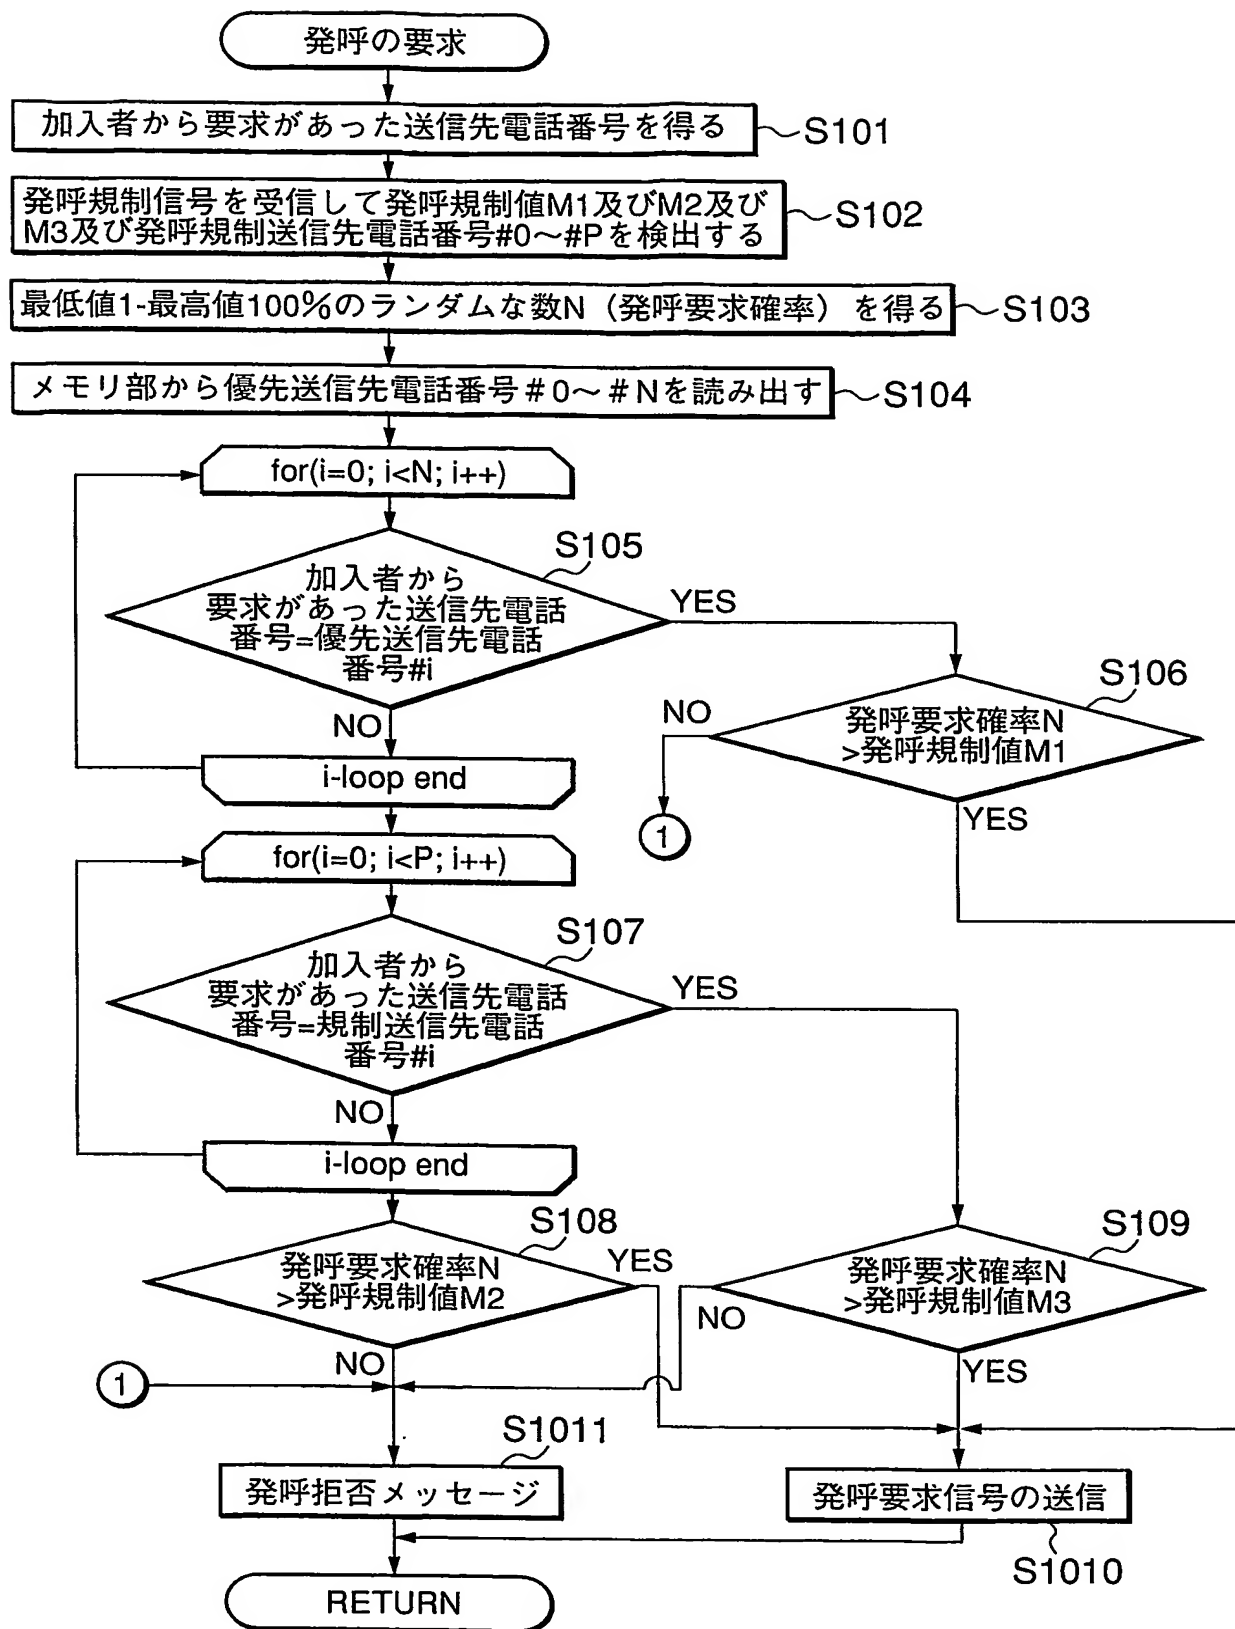 発呼の要求
加入者から要求があった送信先電話番号を得る
S101
発呼規制信号を受信して発呼規制値M1及びM2及び
M3及び発呼規制送信先電話番号#0～#Pを検出する
S102
最低値1-最高値100%のランダムな数N（発呼要求確率）を得る
S103
メモリ部から優先送信先電話番号＃0～＃Nを読み出す
S104
for(i=0; i<N; i++)
S105
加入者から
要求があった送信先電話
番号=優先送信先電話
番号#i
YES
NO
S106
発呼要求確率N
>発呼規制値M1
NO
YES
1
i-loop end
for(i=0; i<P; i++)
S107
加入者から
要求があった送信先電話
番号=規制送信先電話
番号#i
YES
NO
i-loop end
S108
発呼要求確率N
>発呼規制値M2
YES
NO
S109
発呼要求確率N
>発呼規制値M3
NO
YES
1
S1011
発呼拒否メッセージ
発呼要求信号の送信
S1010
RETURN